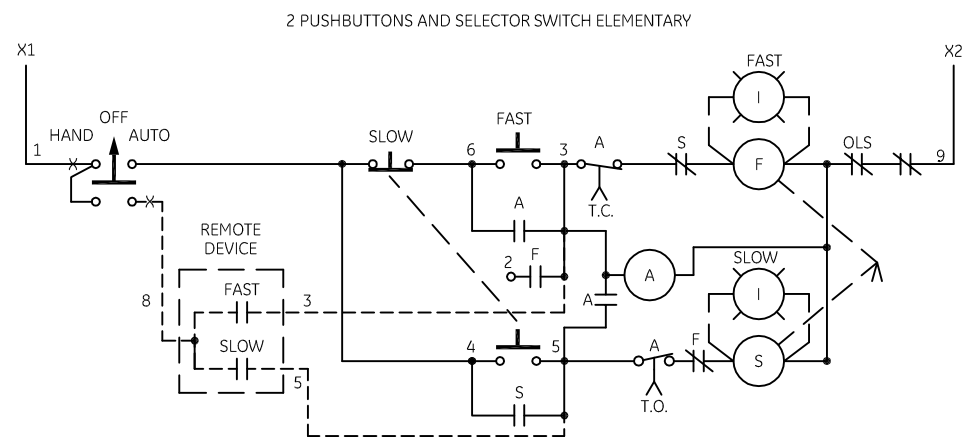 2 PUSHBUTTONS AND SELECTOR SWITCH ELEMENTARY
X1
X2
FAST
I
OFF
HAND
AUTO
SLOW
FAST
1
X
6
3
A
S
F
OLS
9
T.C.
X
A
REMOTE
DEVICE
2
F
A
SLOW
8
FAST
3
A
I
SLOW
4
5
A
F
S
5
S
T.O.